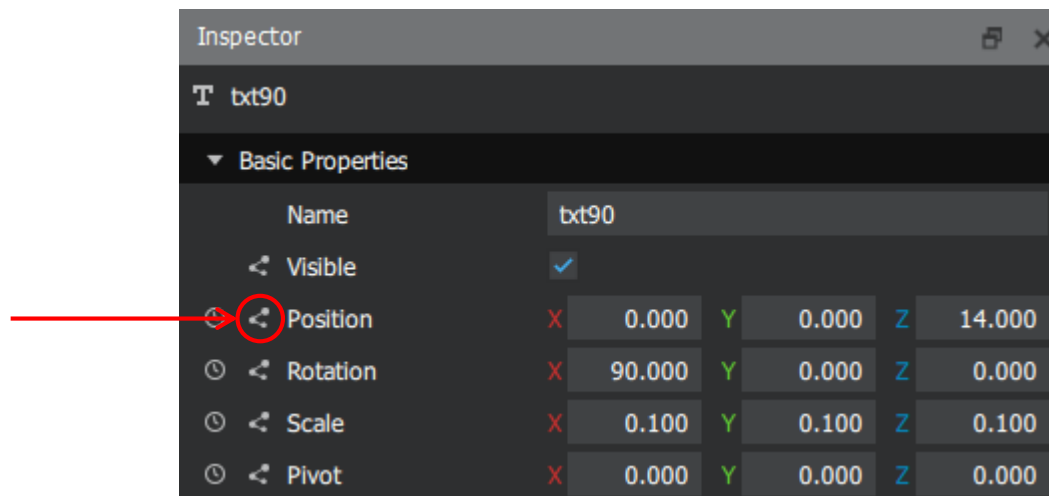 Inspector
T txt90
Basic Properties
Name txt90
Visible
Position X 0.000 Y 0.000 Z 14.000
Rotation X 90.000 Y 0.000 Z 0.000
Scale X 0.100 Y 0.100 Z 0.100
Pivot X 0.000 Y 0.000 Z 0.000